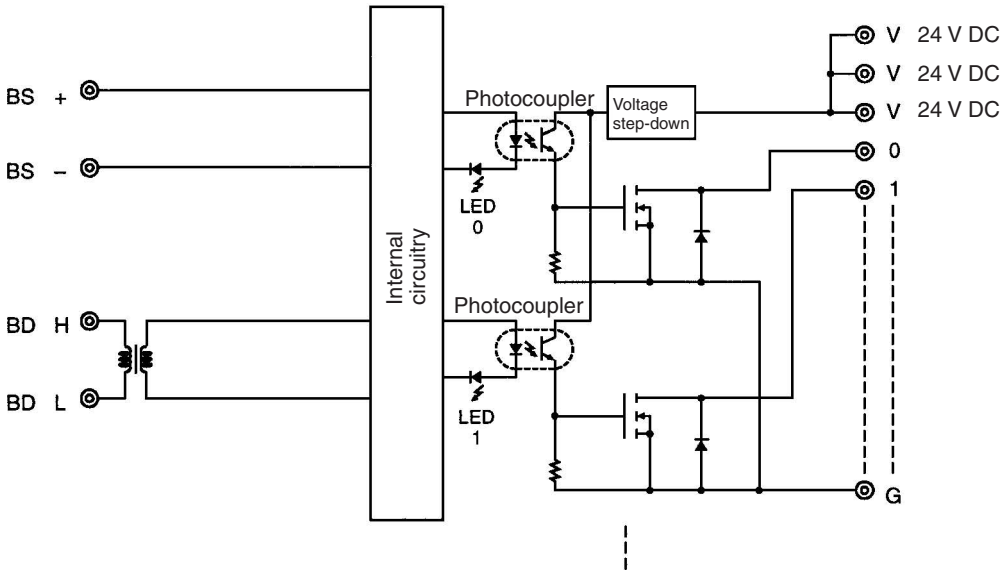 V 24 V DC
V 24 V DC
BS +
Photocoupler
Voltage
step-down
V 24 V DC
0
BS –
1
LED
0
Internal
circuitry
Photocoupler
BD H
BD L
LED
1
G